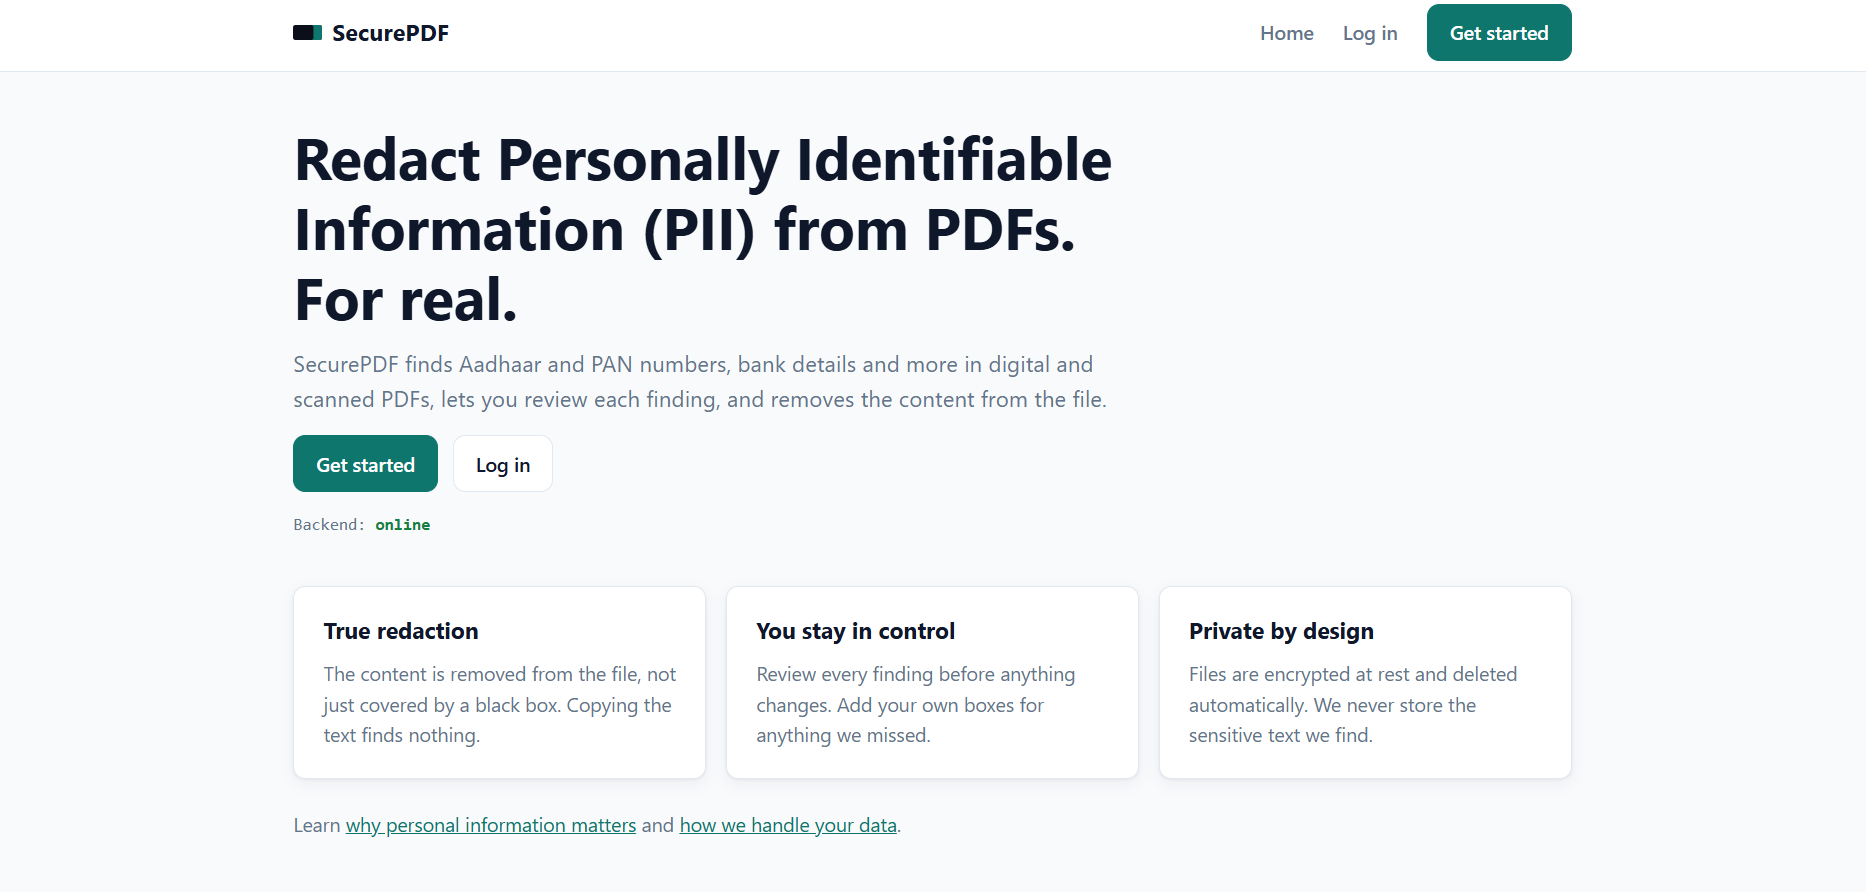 SecurePDF
Home
Log in
Get started
Redact Personally Identifiable
Information (PII) from PDFs.
For real.
SecurePDF finds Aadhaar and PAN numbers, bank details and more in digital and
scanned PDFs, lets you review each finding, and removes the content from the file.
Get started
Log in
Backend: online
True redaction
The content is removed from the file, not
just covered by a black box. Copying the
text finds nothing.
You stay in control
Review every finding before anything
changes. Add your own boxes for
anything we missed.
Private by design
Files are encrypted at rest and deleted
automatically. We never store the
sensitive text we find.
Learn why personal information matters and how we handle your data.